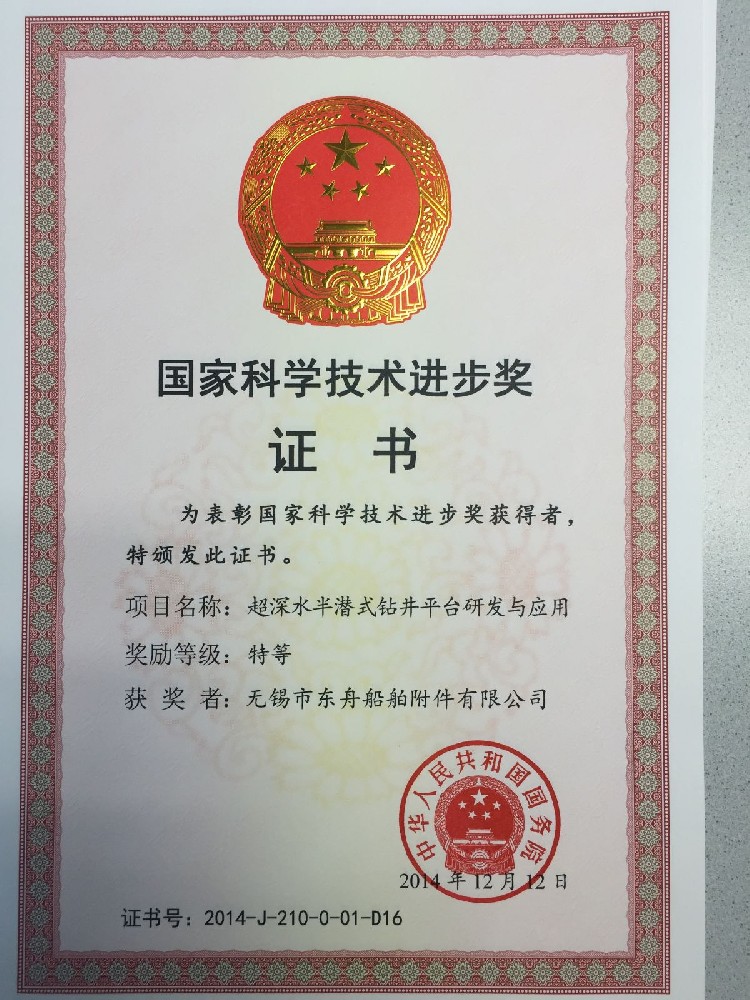 国家科学技术进步奖
证 书
为表彰国家科学技术进步奖获得者，
特颁发此证书。
项目名称：超深水半潜式钻井平台研发与应用
奖励等级：特等
获 奖 者：无锡市东舟船舶附件有限公司
中华人民共和国国务院
2014年12月12日
证书号：2014-J-210-0-01-D16